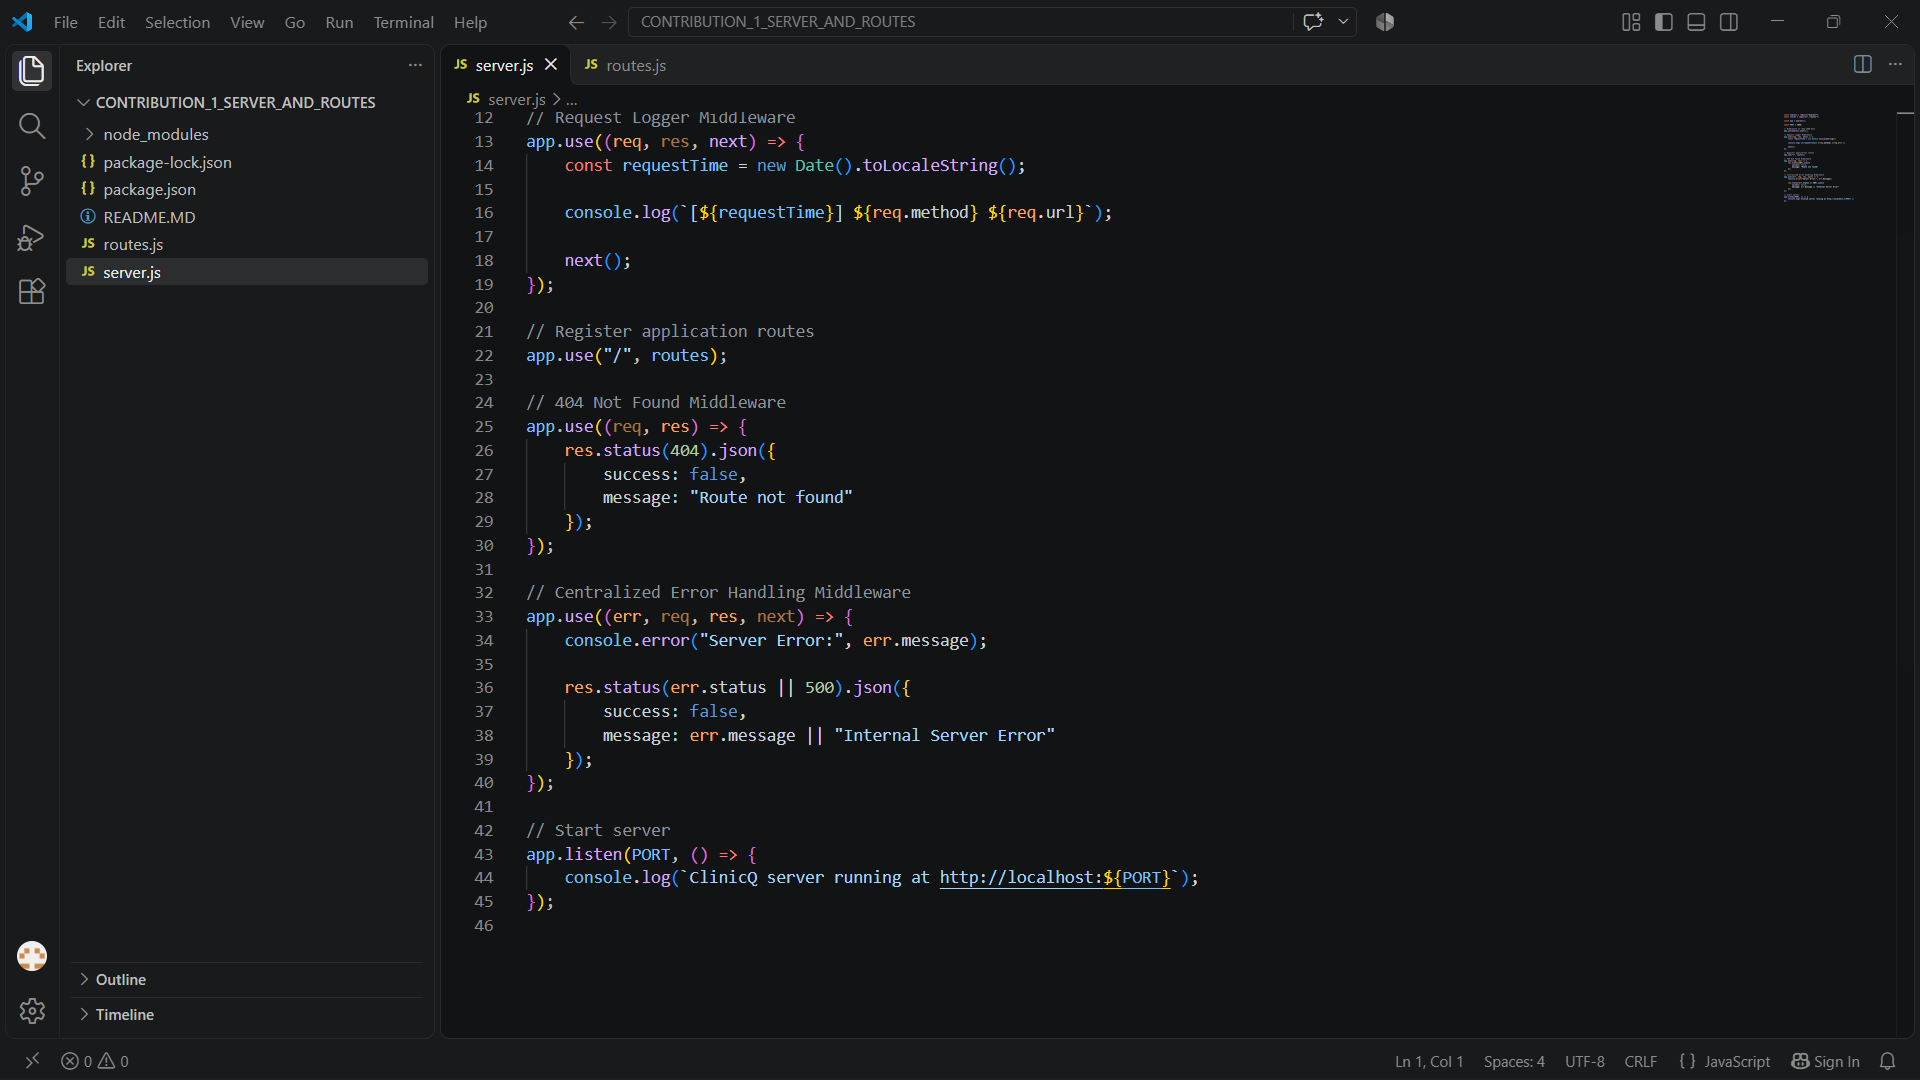 File Edit Selection View Go Run Terminal Help
CONTRIBUTION_1_SERVER_AND_ROUTES
Explorer
CONTRIBUTION_1_SERVER_AND_ROUTES
node_modules
{} package-lock.json
{} package.json
README.MD
JS routes.js
JS server.js
Outline
Timeline
JS server.js
JS routes.js
JS server.js > ...
12 // Request Logger Middleware
13 app.use((req, res, next) => {
14     const requestTime = new Date().toLocaleString();
15
16     console.log(`[${requestTime}] ${req.method} ${req.url}`);
17
18     next();
19 });
20
21 // Register application routes
22 app.use("/", routes);
23
24 // 404 Not Found Middleware
25 app.use((req, res) => {
26     res.status(404).json({
27         success: false,
28         message: "Route not found"
29     });
30 });
31
32 // Centralized Error Handling Middleware
33 app.use((err, req, res, next) => {
34     console.error("Server Error:", err.message);
35
36     res.status(err.status || 500).json({
37         success: false,
38         message: err.message || "Internal Server Error"
39     });
40 });
41
42 // Start server
43 app.listen(PORT, () => {
44     console.log(`ClinicQ server running at http://localhost:${PORT}`);
45 });
46
0 0
Ln 1, Col 1 Spaces: 4 UTF-8 CRLF {} JavaScript Sign In